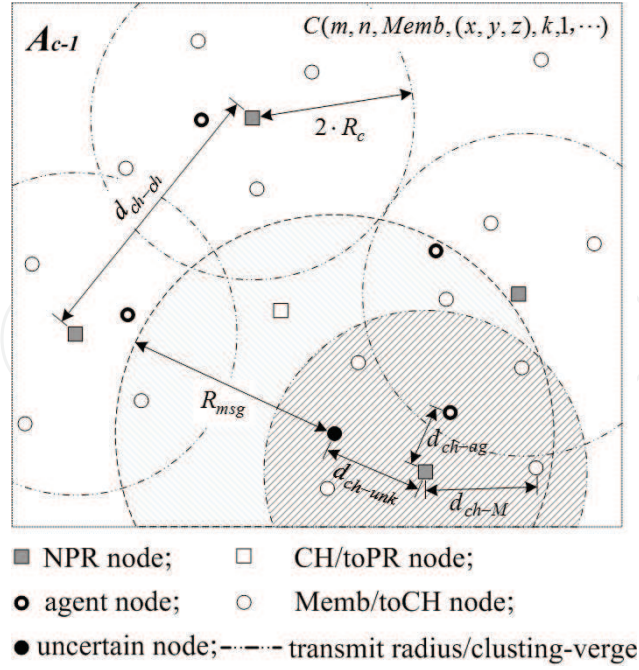 A_{c-1}
C(m, n, Memb, (x, y, z), k,1, ⋯)
2 · R_c
d_{ch-ch}
R_{msg}
d_{ch-ag}
d_{ch-unk}
d_{ch-M}
NPR node; CH/toPR node;
agent node; Memb/toCH node;
uncertain node; transmit radius/clusting-verge